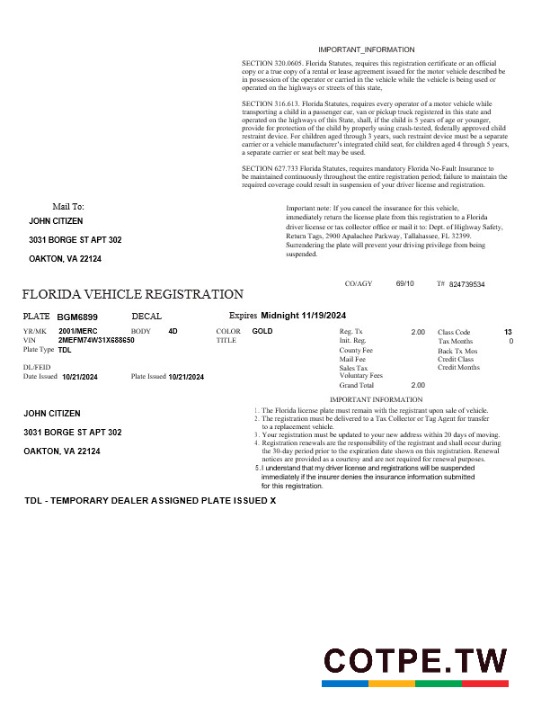 IMPORTANT_INFORMATION
SECTION 320.0605. Florida Statutes, requires this registration certificate or an official
copy or a true copy of a rental or lease agreement issued for the motor vehicle described be
in possession of the operator or carried in the vehicle while the vehicle is being used or
operated on the highways or streets of this state,
SECTION 316.613. Florida Statutes, requires every operator of a motor vehicle while
transporting a child in a passenger car, van or pickup truck registered in this state and
operated on the highways of this State, shall, if the child is 5 years of age or younger,
provide for protection of the child by properly using crash-tested, federally approved child
restraint device. For children aged through 3 years, such restraint device must be a separate
carrier or a vehicle manufacturer's integrated child seat, for children aged 4 through 5 years,
a separate carrier or seat belt may be used.
SECTION 627.733 Florida Statutes, requires mandatory Florida No-Fault Insurance to
be maintained continuously throughout the entire registration period; failure to maintain the
required coverage could result in suspension of your driver license and registration.
Mail To:
JOHN CITIZEN
3031 BORGE ST APT 302
OAKTON, VA 22124
Important note: If you cancel the insurance for this vehicle,
immediately return the license plate from this registration to a Florida
driver license or tax collector office or mail it to: Dept. of Highway Safety,
Return Tags, 2900 Apalachee Parkway, Tallahassee, FL 32399.
Surrendering the plate will prevent your driving privilege from being
suspended.
CO/AGY 69/10 T# 824739534
FLORIDA VEHICLE REGISTRATION
PLATE BGM6899 DECAL Expires Midnight 11/19/2024
YR/MK 2001/MERC BODY 4D COLOR GOLD Reg. Tx 2.00 Class Code 13
VIN 2MEFM74W31X688650 TITLE Init. Reg. Tax Months 0
Plate Type TDL County Fee Back Tx Mos
Mail Fee Credit Class
DL/FEID Sales Tax Credit Months
Date Issued 10/21/2024 Plate Issued 10/21/2024 Voluntary Fees
Grand Total 2.00
IMPORTANT INFORMATION
JOHN CITIZEN
3031 BORGE ST APT 302
OAKTON, VA 22124
1. The Florida license plate must remain with the registrant upon sale of vehicle.
2. The registration must be delivered to a Tax Collector or Tag Agent for transfer
to a replacement vehicle.
3. Your registration must be updated to your new address within 20 days of moving.
4. Registration renewals are the responsibility of the registrant and shall occur during
the 30-day period prior to the expiration date shown on this registration. Renewal
notices are provided as a courtesy and are not required for renewal purposes.
5. I understand that my driver license and registrations will be suspended
immediately if the insurer denies the insurance information submitted
for this registration.
TDL - TEMPORARY DEALER ASSIGNED PLATE ISSUED X
COTPE.TW